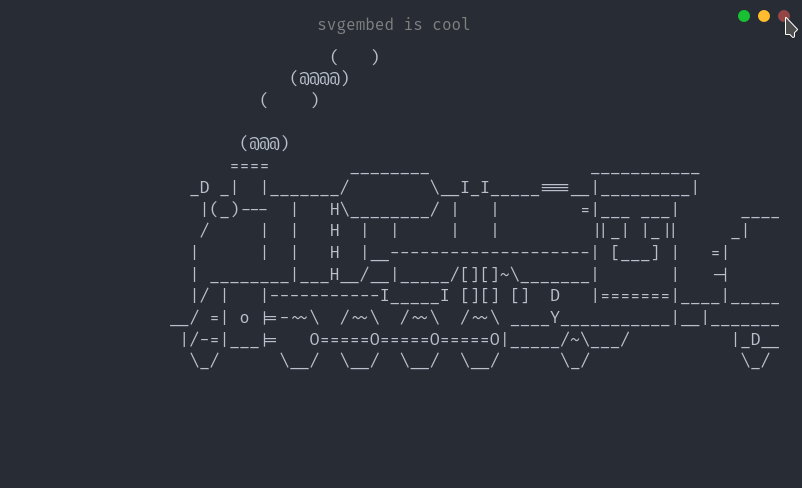 svgembed is cool
                (   )
            (@@@@)
         (    )

       (@@@)
      ====            ________                ___________
  _D _|  |_______/        \__I_I_____===__|_________|
   |(_)---  |   H\________/ |   |        =|___ ___|      ____
   /     |  |   H  |  |     |   |         ||_| |_||     _|
  |      |  |   H  |__--------------------| [___] |   =|
  | ________|___H__/__|_____/[][]~\_______|       |   -|
  |/ |   |-----------I_____I [][] []  D   |=======|____|_____
__/ =| o |=-~~\  /~~\  /~~\  /~~\ ____Y___________|__|_______
 |/-=|___|=    O=====O=====O=====O|_____/~\___/          |_D__
  \_/      \__/  \__/  \__/  \__/      \_/               \_/